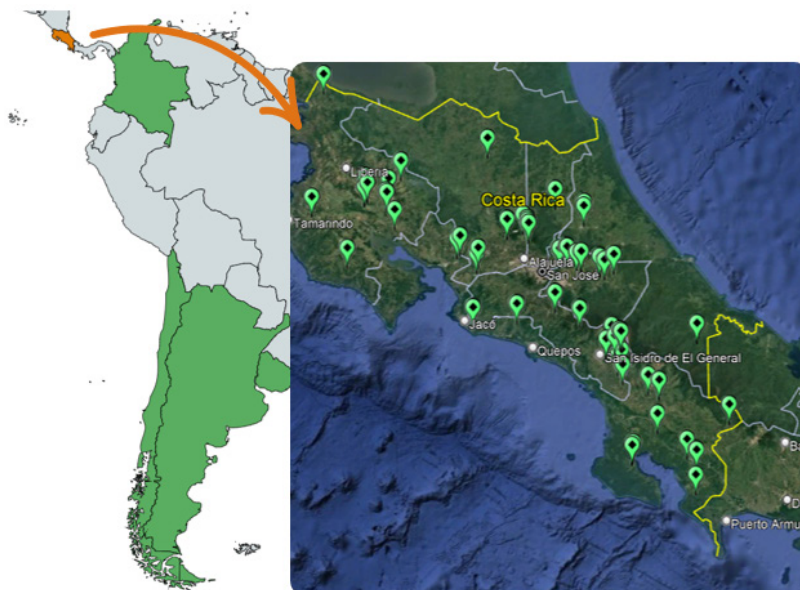 Liberia
Costa Rica
Tamarindo
Alajuela
San José
Jacó
Quepos
San Isidro de El General
Puerto Armu